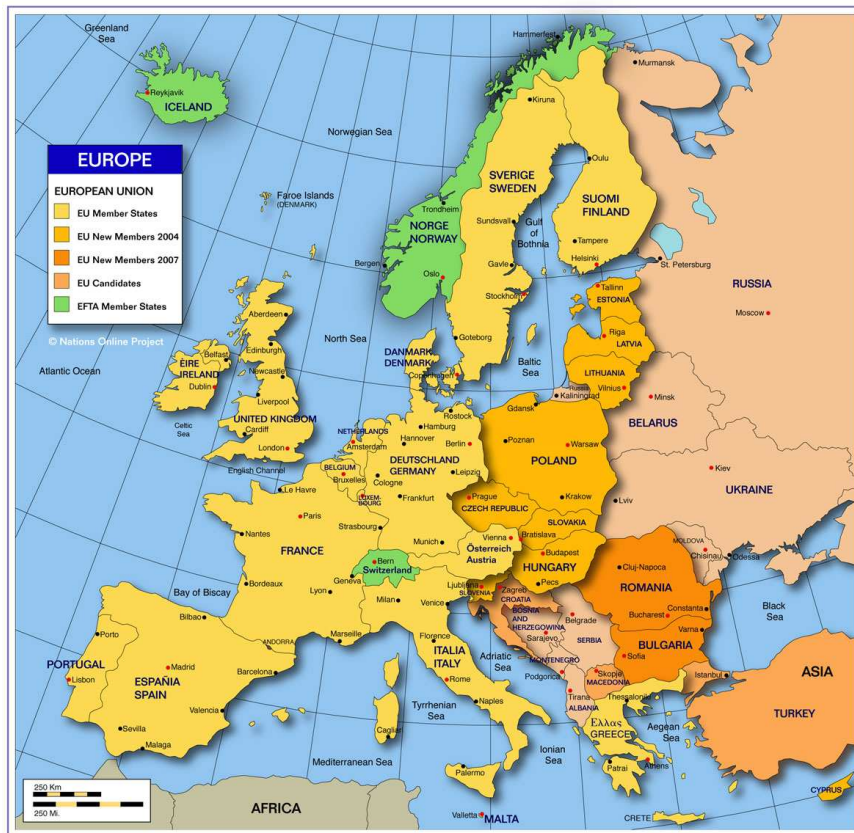 Greenland
Sea
Hammerfest
Murmansk
Reykjavik
ICELAND
Kiruna
Norwegian Sea
EUROPE
EUROPEAN UNION
EU Member States
EU New Members 2004
EU New Members 2007
EU Candidates
EFTA Member States
© Nations Online Project
Faroe Islands
(DENMARK)
Oulu
SVERIGE
SWEDEN
SUOMI
FINLAND
Trondheim
NORGE
NORWAY
Sundsvall
Gulf
of
Bothnia
Tampere
Helsinki
Bergen
Oslo
Gavle
Stockholm
St. Petersburg
Tallinn
ESTONIA
RUSSIA
Moscow
Aberdeen
North Sea
Goteborg
Riga
LATVIA
Edinburgh
Atlantic Ocean
Belfast
ÉIRE
IRELAND
Dublin
Newcastle
DANMARK
DENMARK
Copenhagen
Baltic
Sea
LITHUANIA
Vilnius
Russia
Kaliningrad
Minsk
BELARUS
Liverpool
Celtic
Sea
UNITED KINGDOM
Cardiff
London
English Channel
NETHERLANDS
Amsterdam
Rostock
Hamburg
Hannover
Berlin
Gdansk
Poznan
Warsaw
POLAND
BELGIUM
Bruxelles
DEUTSCHLAND
GERMANY
Cologne
Leipzig
LUXEM-
BOURG
Frankfurt
Prague
CZECH REPUBLIC
Krakow
Lviv
Kiev
UKRAINE
Le Havre
Paris
Strasbourg
Nantes
FRANCE
Munich
Vienna
Österreich
Austria
SLOVAKIA
Bratislava
Budapest
HUNGARY
Pecs
MOLDOVA
Chisinau
Odessa
Bern
Switzerland
Geneva
Lyon
Bay of Biscay
Bordeaux
Milan
Venice
Ljubljana
SLOVENIA
Zagreb
CROATIA
Cluj-Napoca
ROMANIA
Bucharest
Constanta
Black
Sea
Bilbao
ANDORRA
Marseille
Florence
ITALIA
ITALY
BOSNIA
AND
HERZEGOWINA
Sarajevo
Belgrade
SERBIA
Varna
BULGARIA
Sofia
Porto
PORTUGAL
Lisbon
Madrid
ESPAÑIA
SPAIN
Barcelona
Valencia
Adriatic
Sea
MONTENEGRO
Podgorica
Skopje
MACEDONIA
Rome
Tirana
ALBANIA
Istanbul
ASIA
TURKEY
Sevilla
Malaga
Cagliari
Tyrrhenian
Sea
Naples
Thessaloniki
Ελλας
GREECE
Aegean
Sea
Ionian
Sea
Mediterranean Sea
Palermo
Patrai
Athens
250 Km
250 Mi.
AFRICA
Valletta
MALTA
CRETE
CYPRUS